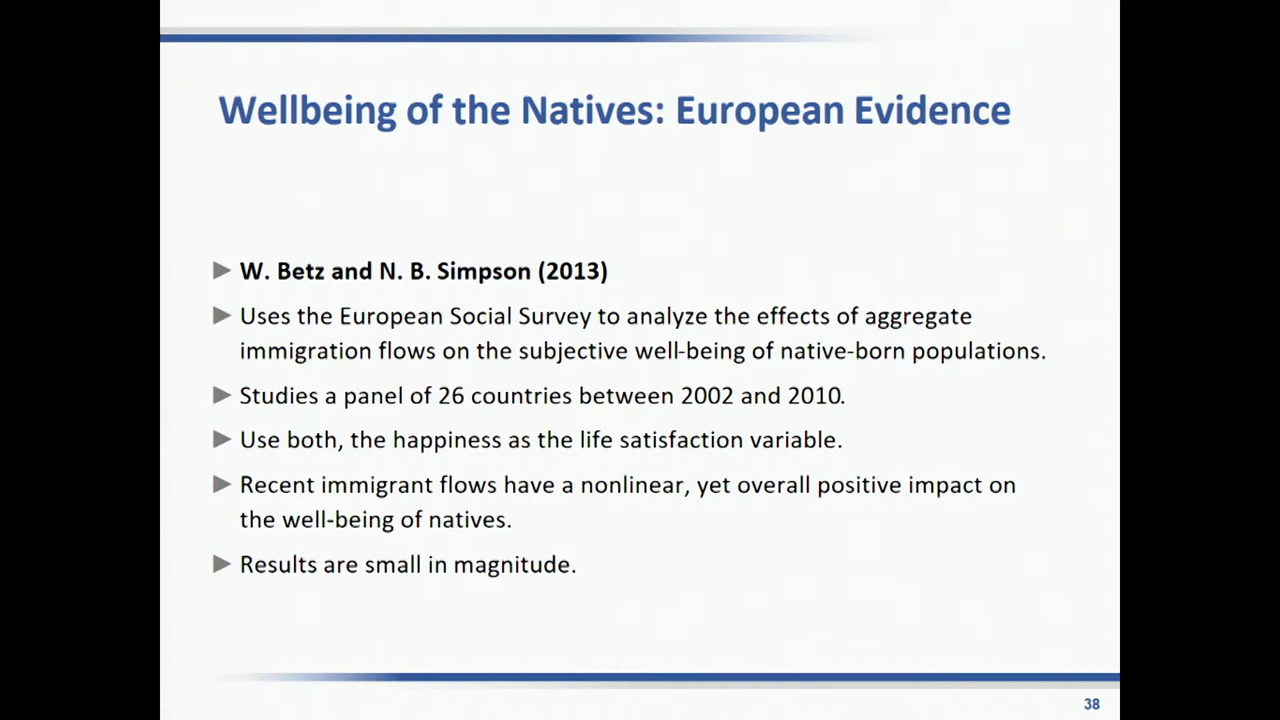 Wellbeing of the Natives: European Evidence
W. Betz and N. B. Simpson (2013)
Uses the European Social Survey to analyze the effects of aggregate
immigration flows on the subjective well-being of native-born populations.
Studies a panel of 26 countries between 2002 and 2010.
Use both, the happiness as the life satisfaction variable.
Recent immigrant flows have a nonlinear, yet overall positive impact on
the well-being of natives.
Results are small in magnitude.
38